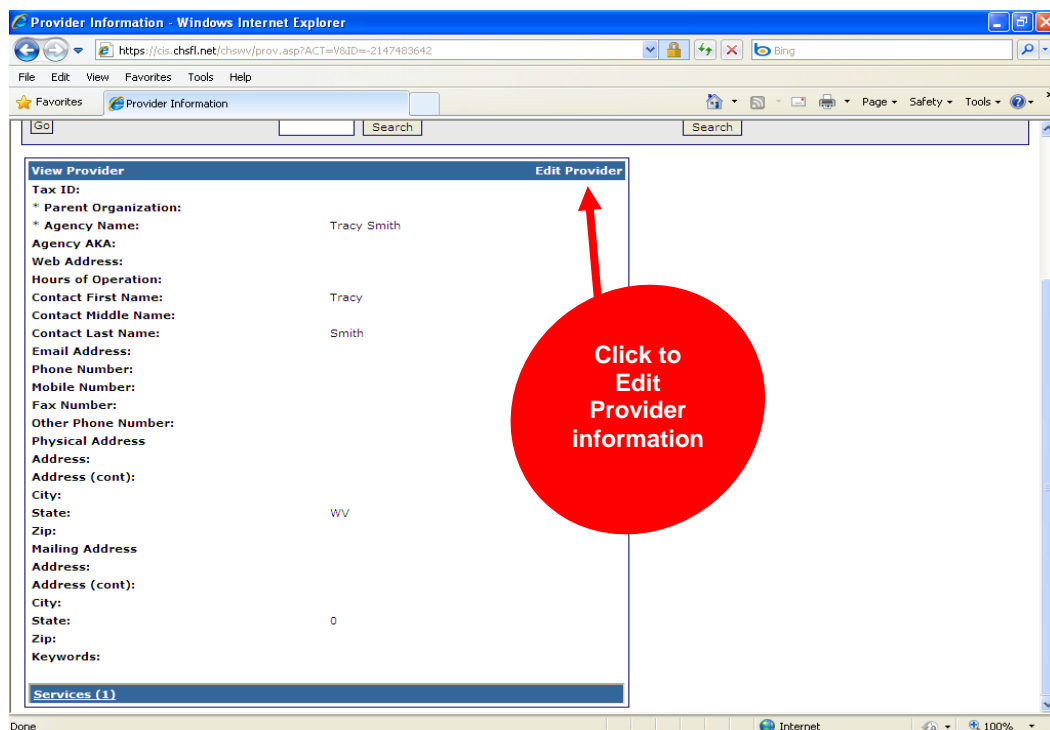 Provider Information - Windows Internet Explorer
https://cis.chsfl.net/chswv/prov.asp?ACT=V&ID=-2147483642
Bing
File Edit View Favorites Tools Help
Favorites Provider Information Page Safety Tools
Go Search Search
View Provider Edit Provider
Tax ID:
* Parent Organization:
* Agency Name: Tracy Smith
Agency AKA:
Web Address:
Hours of Operation:
Contact First Name: Tracy
Contact Middle Name:
Contact Last Name: Smith
Email Address:
Phone Number:
Mobile Number:
Fax Number:
Other Phone Number:
Physical Address
Address:
Address (cont):
City:
State: WV
Zip:
Mailing Address
Address:
Address (cont):
City:
State: 0
Zip:
Keywords:
Services (1)
Click to
Edit
Provider
information
Done Internet 100%